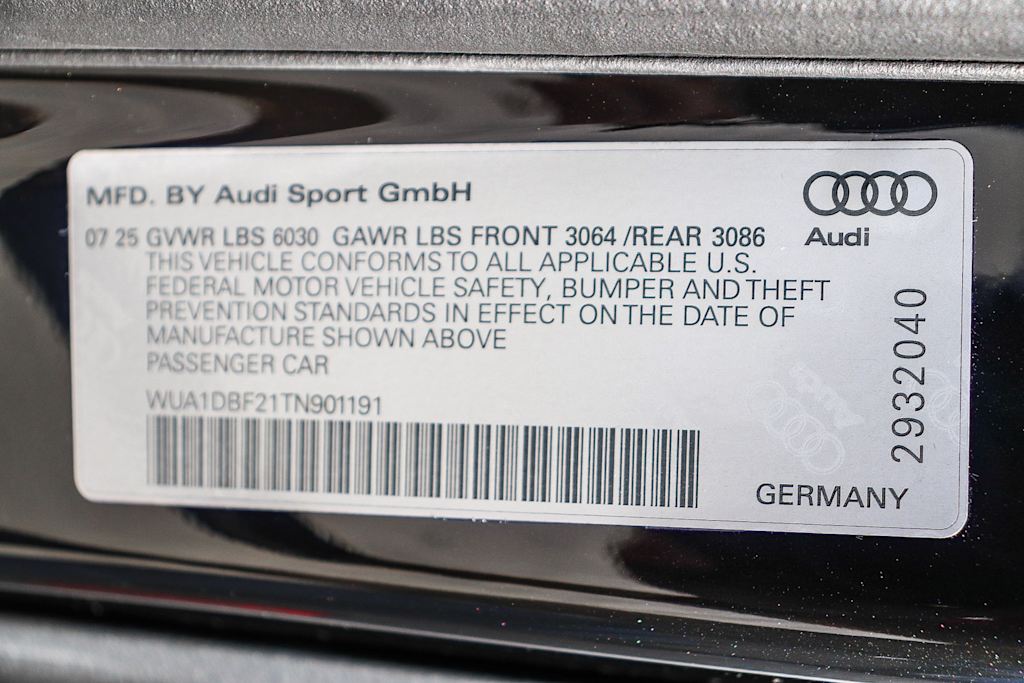 MFD. BY Audi Sport GmbH
07 25 GVWR LBS 6030 GAWR LBS FRONT 3064 /REAR 3086
THIS VEHICLE CONFORMS TO ALL APPLICABLE U.S.
FEDERAL MOTOR VEHICLE SAFETY, BUMPER AND THEFT
PREVENTION STANDARDS IN EFFECT ON THE DATE OF
MANUFACTURE SHOWN ABOVE
PASSENGER CAR
WUA1DBF21TN901191
Audi
2932040
GERMANY